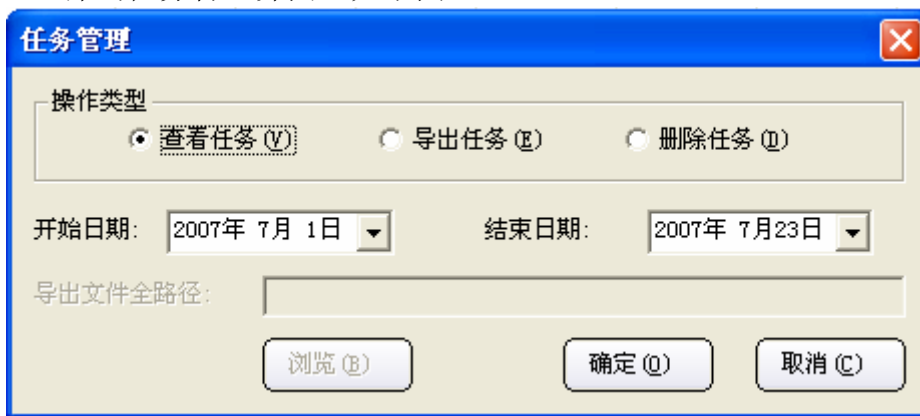 任务管理
操作类型
查看任务(V) 导出任务(E) 删除任务(D)
开始日期: 2007年 7月 1日 结束日期: 2007年 7月23日
导出文件全路径:
浏览(B) 确定(O) 取消(C)